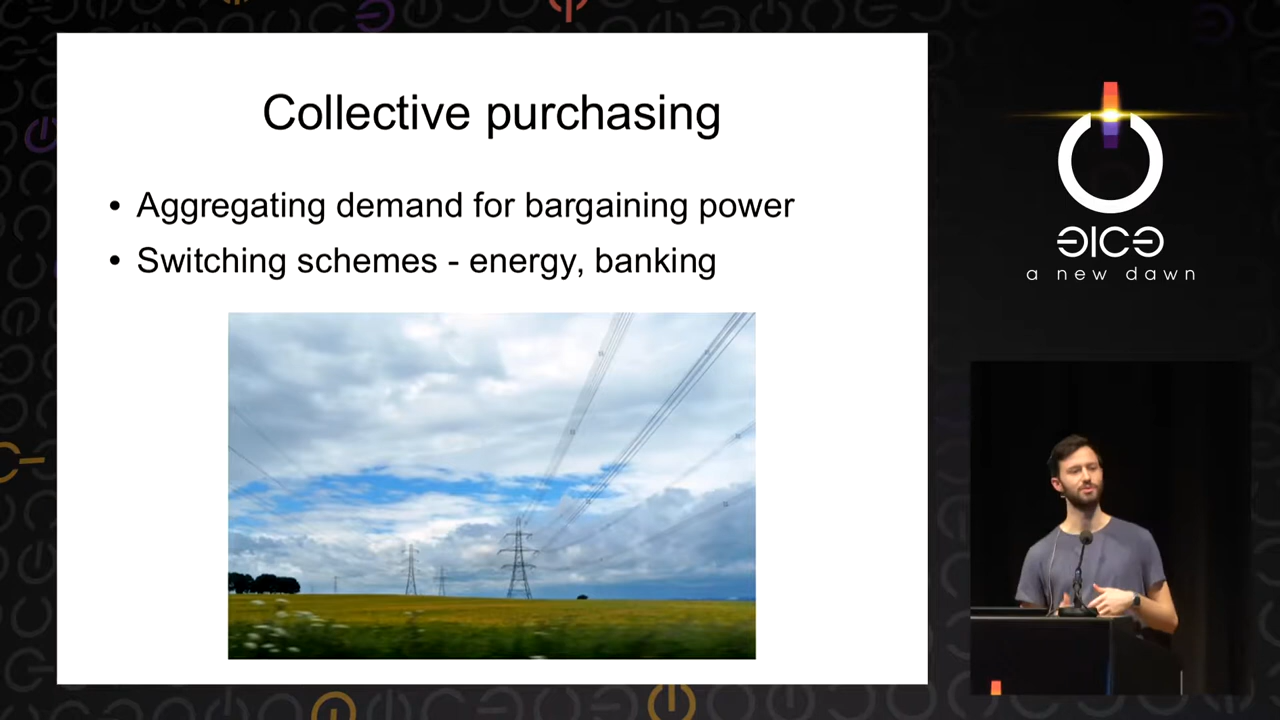 Collective purchasing
• Aggregating demand for bargaining power
• Switching schemes - energy, banking
a new dawn